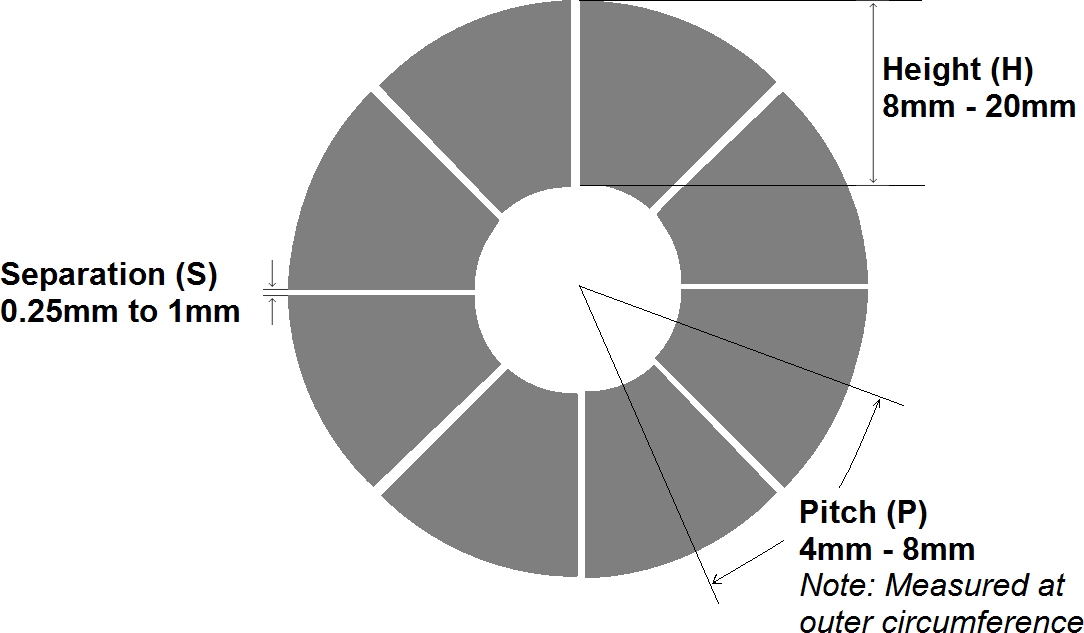 Height (H)
8mm - 20mm
Separation (S)
0.25mm to 1mm
Pitch (P)
4mm - 8mm
Note: Measured at
outer circumference